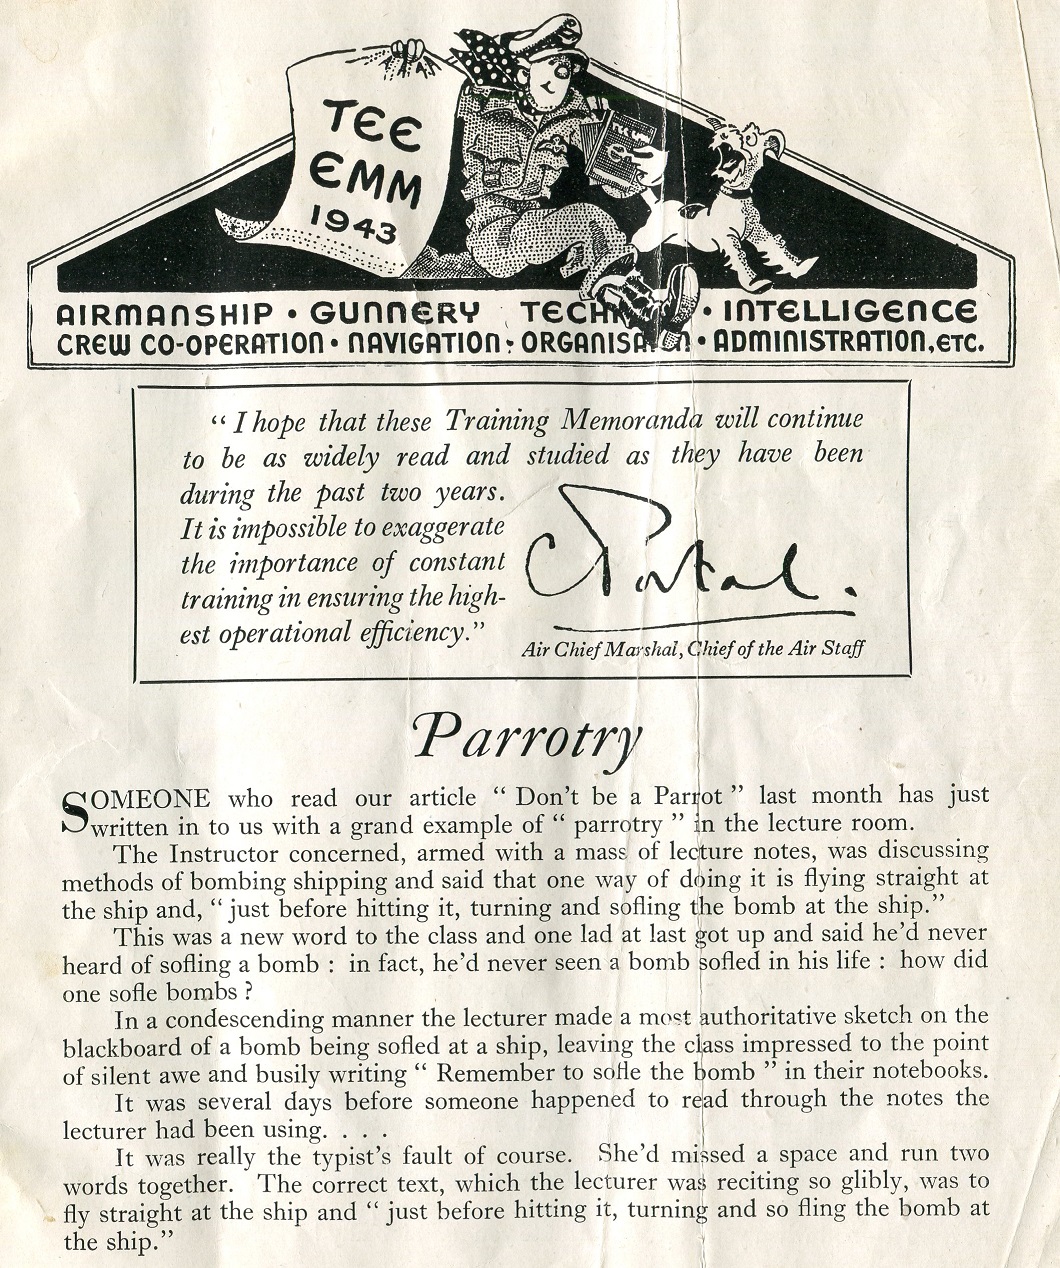 TEE
EMM
1943
AIRMANSHIP • GUNNERY TECHN • INTELLIGENCE
CREW CO-OPERATION • NAVIGATION • ORGANISATION • ADMINISTRATION, ETC.
“ I hope that these Training Memoranda will continue
to be as widely read and studied as they have been
during the past two years.
It is impossible to exaggerate
the importance of constant
training in ensuring the high-
est operational efficiency.”
C Portal.
Air Chief Marshal, Chief of the Air Staff
Parrotry
SOMEONE who read our article “ Don't be a Parrot ” last month has just
written in to us with a grand example of “ parrotry ” in the lecture room.
The Instructor concerned, armed with a mass of lecture notes, was discussing
methods of bombing shipping and said that one way of doing it is flying straight at
the ship and, “ just before hitting it, turning and sofling the bomb at the ship.”
This was a new word to the class and one lad at last got up and said he'd never
heard of sofling a bomb : in fact, he'd never seen a bomb sofled in his life : how did
one sofle bombs ?
In a condescending manner the lecturer made a most authoritative sketch on the
blackboard of a bomb being sofled at a ship, leaving the class impressed to the point
of silent awe and busily writing “ Remember to sofle the bomb ” in their notebooks.
It was several days before someone happened to read through the notes the
lecturer had been using. . . .
It was really the typist's fault of course. She'd missed a space and run two
words together. The correct text, which the lecturer was reciting so glibly, was to
fly straight at the ship and “ just before hitting it, turning and so fling the bomb at
the ship.”